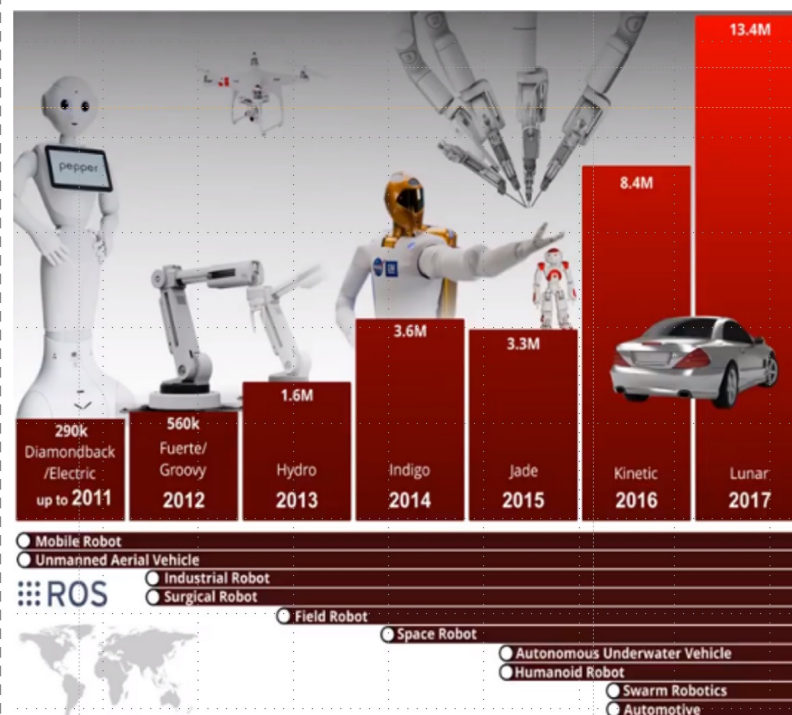 pepper
13.4M
8.4M
3.6M
3.3M
1.6M
290k
560k
Diamondback
/Electric
up to 2011
Fuerte/
Groovy
2012
Hydro
2013
Indigo
2014
Jade
2015
Kinetic
2016
Lunar
2017
Mobile Robot
Unmanned Aerial Vehicle
Industrial Robot
ROS
Surgical Robot
Field Robot
Space Robot
Autonomous Underwater Vehicle
Humanoid Robot
Swarm Robotics
Automotive